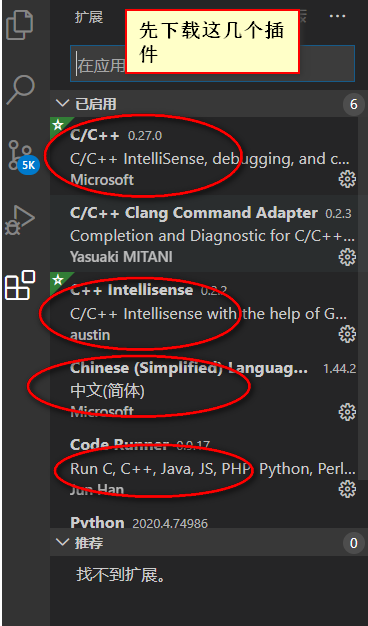 扩展
先下载这几个插
件
在应用
已启用
6
C/C++ 0.27.0
C/C++ IntelliSense, debugging, and c...
Microsoft
5K
C/C++ Clang Command Adapter 0.2.3
Completion and Diagnostic for C/C++...
Yasuaki MITANI
C++ Intellisense 0.2.2
C/C++ Intellisense with the help of G...
austin
Chinese (Simplified) Languag... 1.44.2
中文(简体)
Microsoft
Code Runner 0.9.17
Run C, C++, Java, JS, PHP, Python, Perl...
Jun Han
Python 2020.4.74986
推荐
0
找不到扩展。